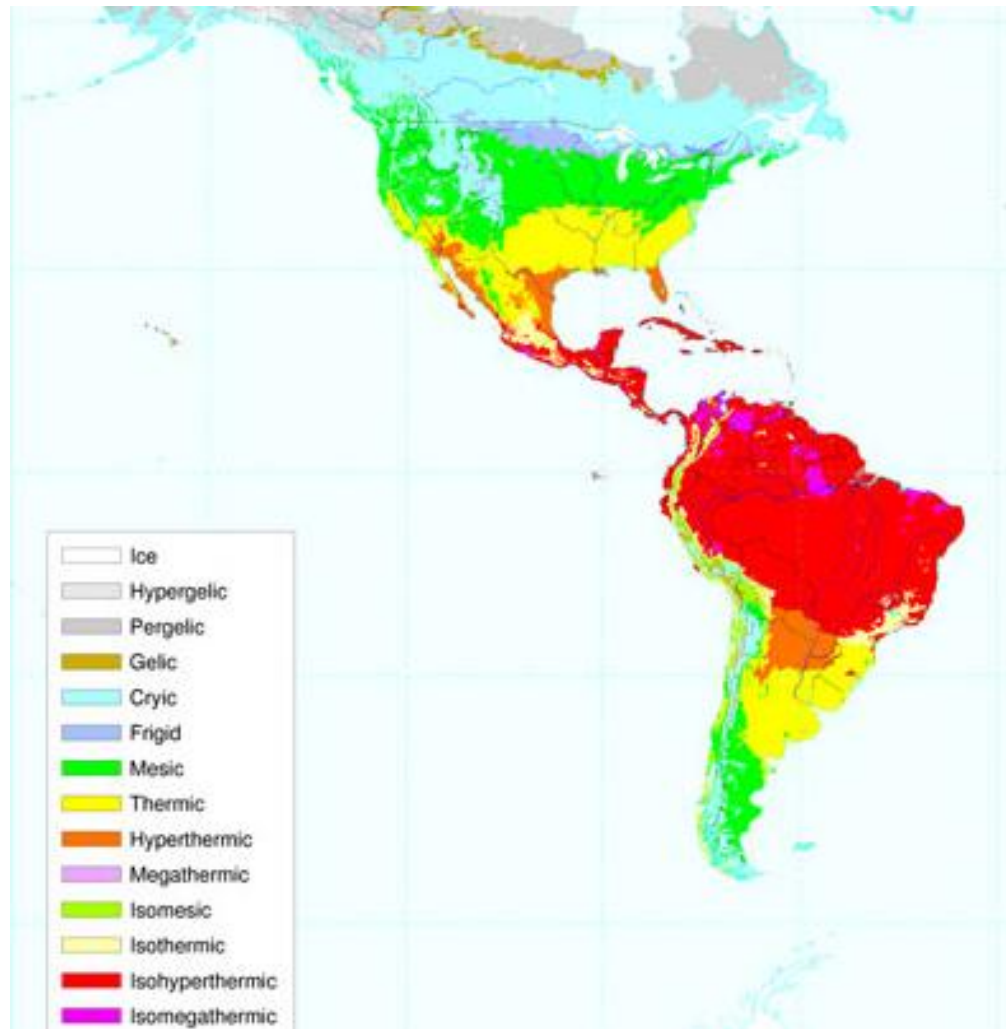 Ice
Hypergelic
Pergelic
Gelic
Cryic
Frigid
Mesic
Thermic
Hyperthermic
Megathermic
Isomesic
Isothermic
Isohyperthermic
Isomegathermic